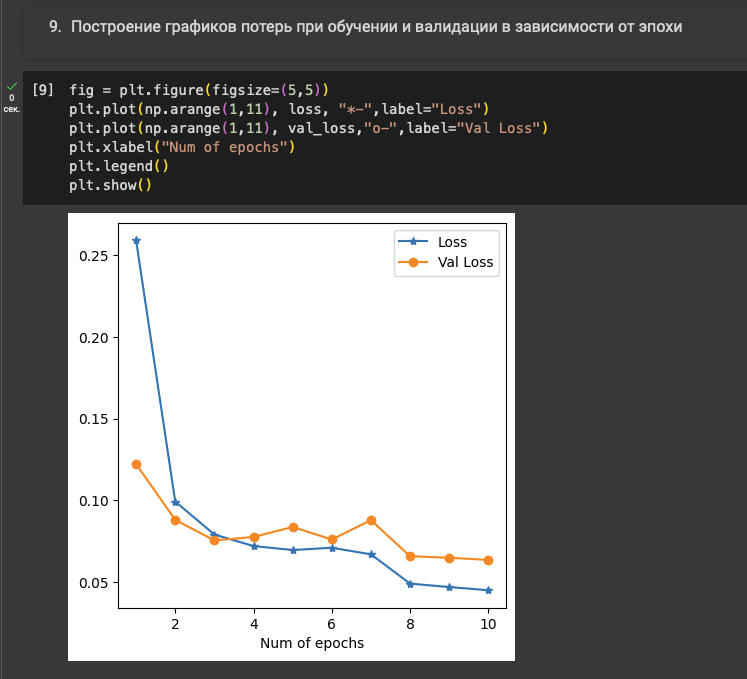 9. Построение графиков потерь при обучении и валидации в зависимости от эпохи
0
сек.
[9] fig = plt.figure(figsize=(5,5))
plt.plot(np.arange(1,11), loss, "*-",label="Loss")
plt.plot(np.arange(1,11), val_loss,"o-",label="Val Loss")
plt.xlabel("Num of epochs")
plt.legend()
plt.show()
Loss
Val Loss
0.25
0.20
0.15
0.10
0.05
2 4 6 8 10
Num of epochs